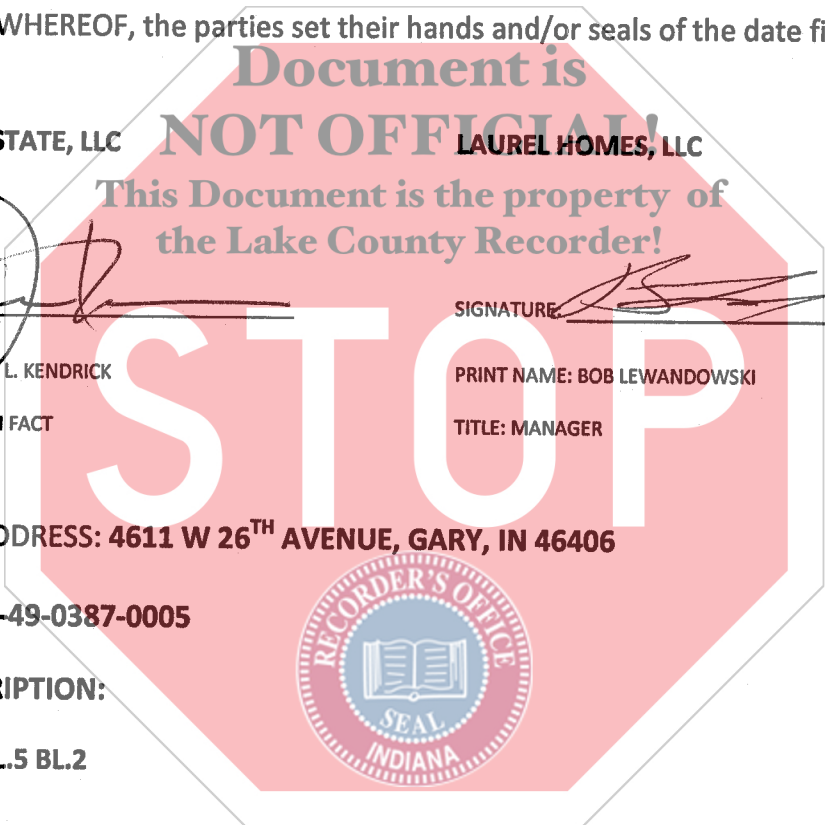 WHEREOF, the parties set their hands and/or seals of the date fi
Document is
NOT OFFICIAL!
STATE, LLC
LAUREL HOMES, LLC
This Document is the property of
the Lake County Recorder!
SIGNATURE:
STOP
L. KENDRICK
PRINT NAME: BOB LEWANDOWSKI
FACT
TITLE: MANAGER
DDRESS: 4611 W 26TH AVENUE, GARY, IN 46406
-49-0387-0005
RECORDER'S OFFICE
SEAL
INDIANA
RIPTION:
L.5 BL.2